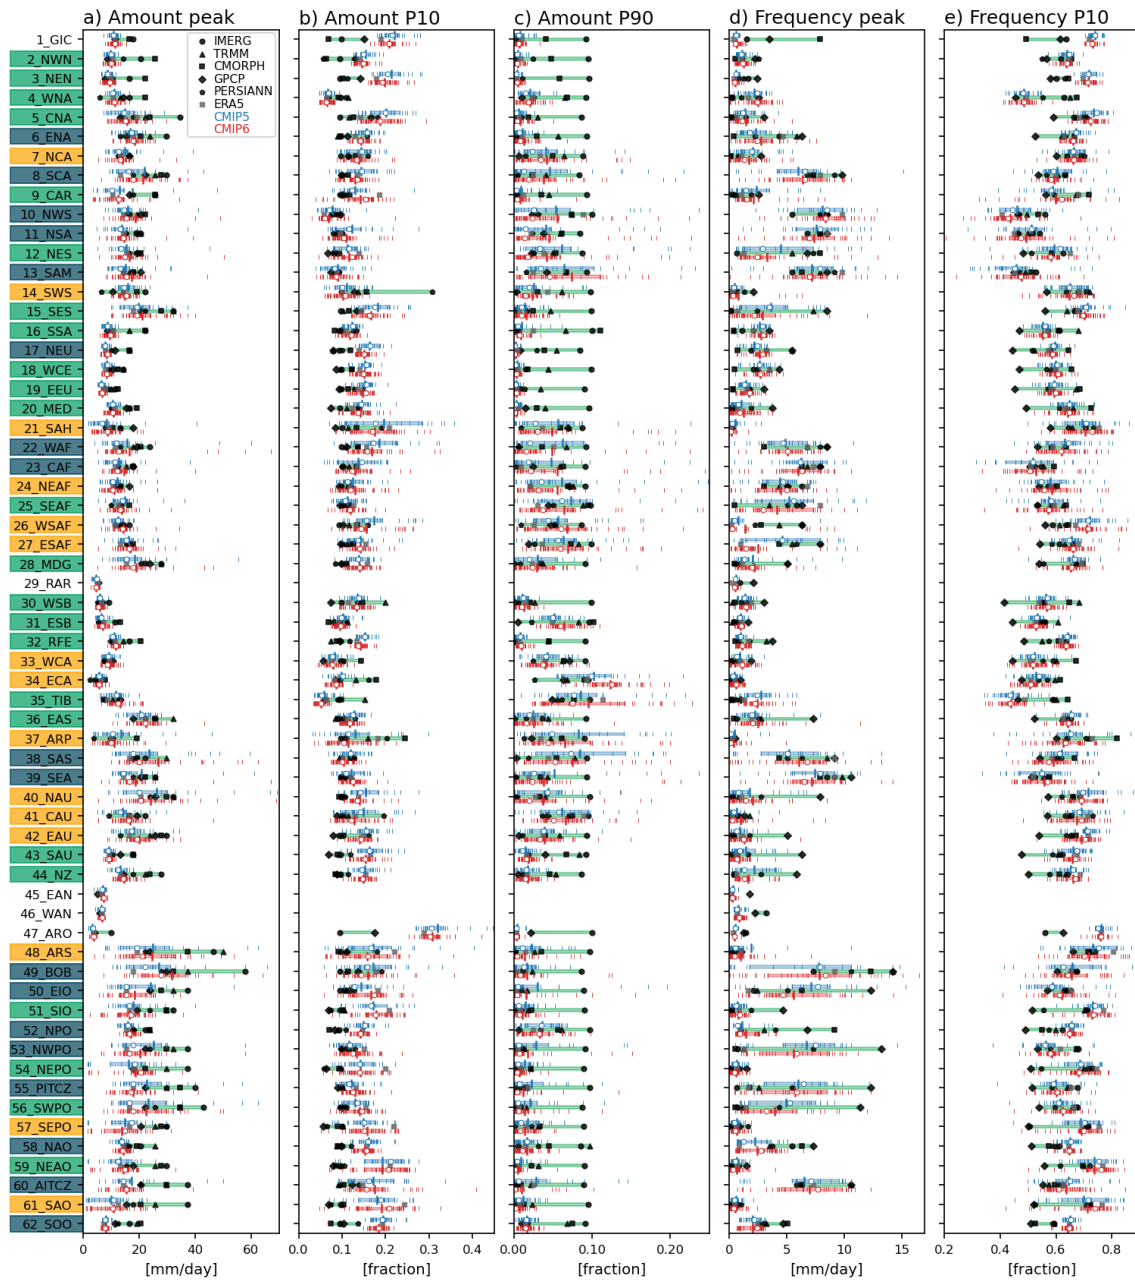 a) Amount peak
b) Amount P10
c) Amount P90
d) Frequency peak
e) Frequency P10
IMERG
TRMM
CMORPH
GPCP
PERSIANN
ERA5
CMIP5
CMIP6
1_GIC
2_NWN
3_NEN
4_WNA
5_CNA
6_ENA
7_NCA
8_SCA
9_CAR
10_NWS
11_NSA
12_NES
13_SAM
14_SWS
15_SES
16_SSA
17_NEU
18_WCE
19_EEU
20_MED
21_SAH
22_WAF
23_CAF
24_NEAF
25_SEAF
26_WSAF
27_ESAF
28_MDG
29_RAR
30_WSB
31_ESB
32_RFE
33_WCA
34_ECA
35_TIB
36_EAS
37_ARP
38_SAS
39_SEA
40_NAU
41_CAU
42_EAU
43_SAU
44_NZ
45_EAN
46_WAN
47_ARO
48_ARS
49_BOB
50_EIO
51_SIO
52_NPO
53_NWPO
54_NEPO
55_PITCZ
56_SWPO
57_SEPO
58_NAO
59_NEAO
60_AITCZ
61_SAO
62_SOO
0 20 40 60
0.0 0.1 0.2 0.3 0.4
0.00 0.10 0.20
0 5 10 15
0.2 0.4 0.6 0.8
[mm/day]
[fraction]
[fraction]
[mm/day]
[fraction]